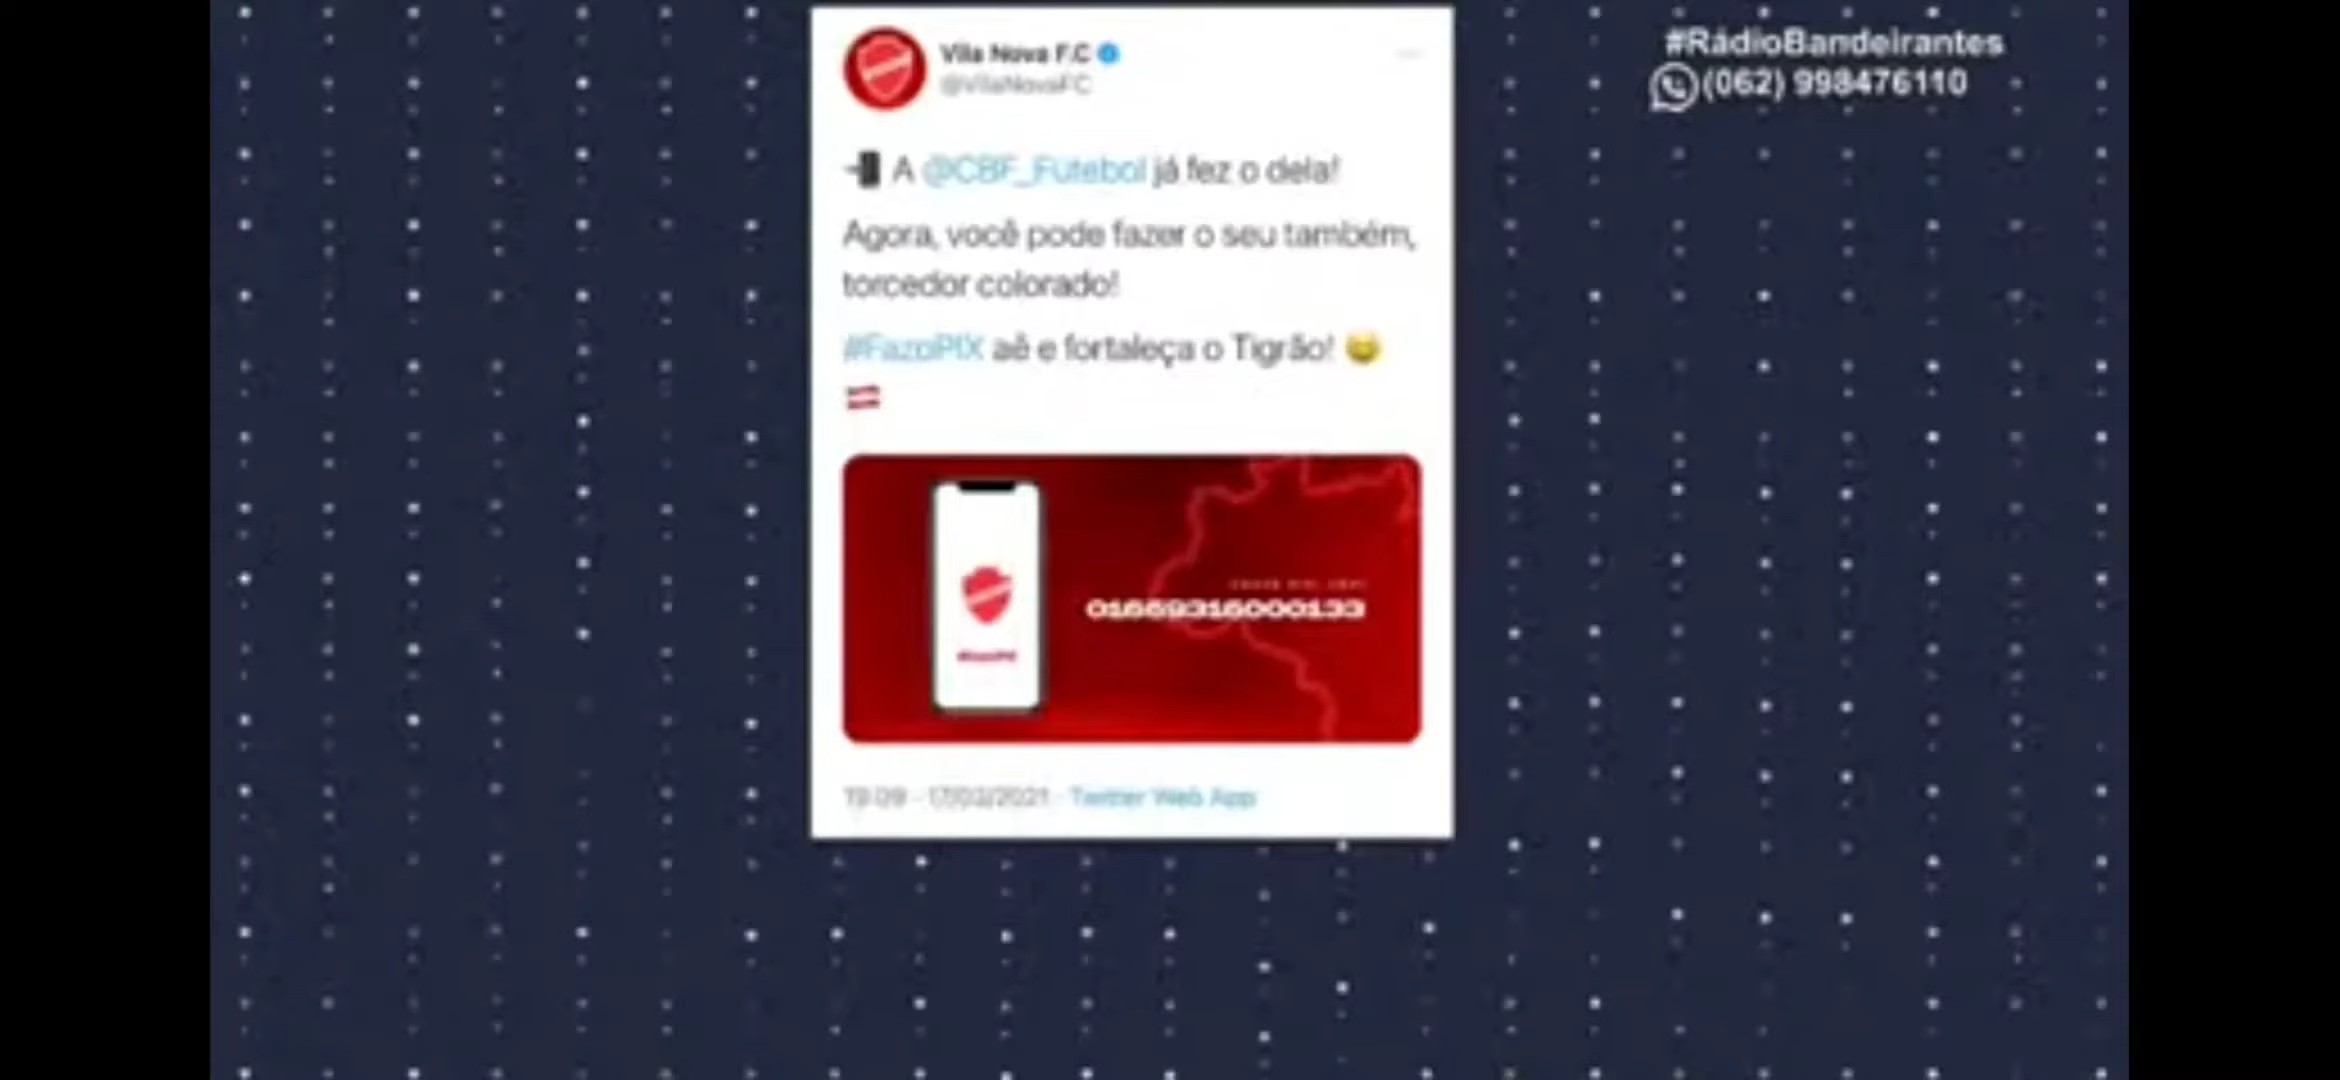 Vila Nova F.C
@VilaNovaFC
#RádioBandeirantes
(062) 998476110
A @CBF_Futebol já fez o dela!
Agora, você pode fazer o seu também,
torcedor colorado!
#FazoPIX aê e fortaleça o Tigrão!
01669316000133
19:09 · 17/03/2021 · Twitter Web App